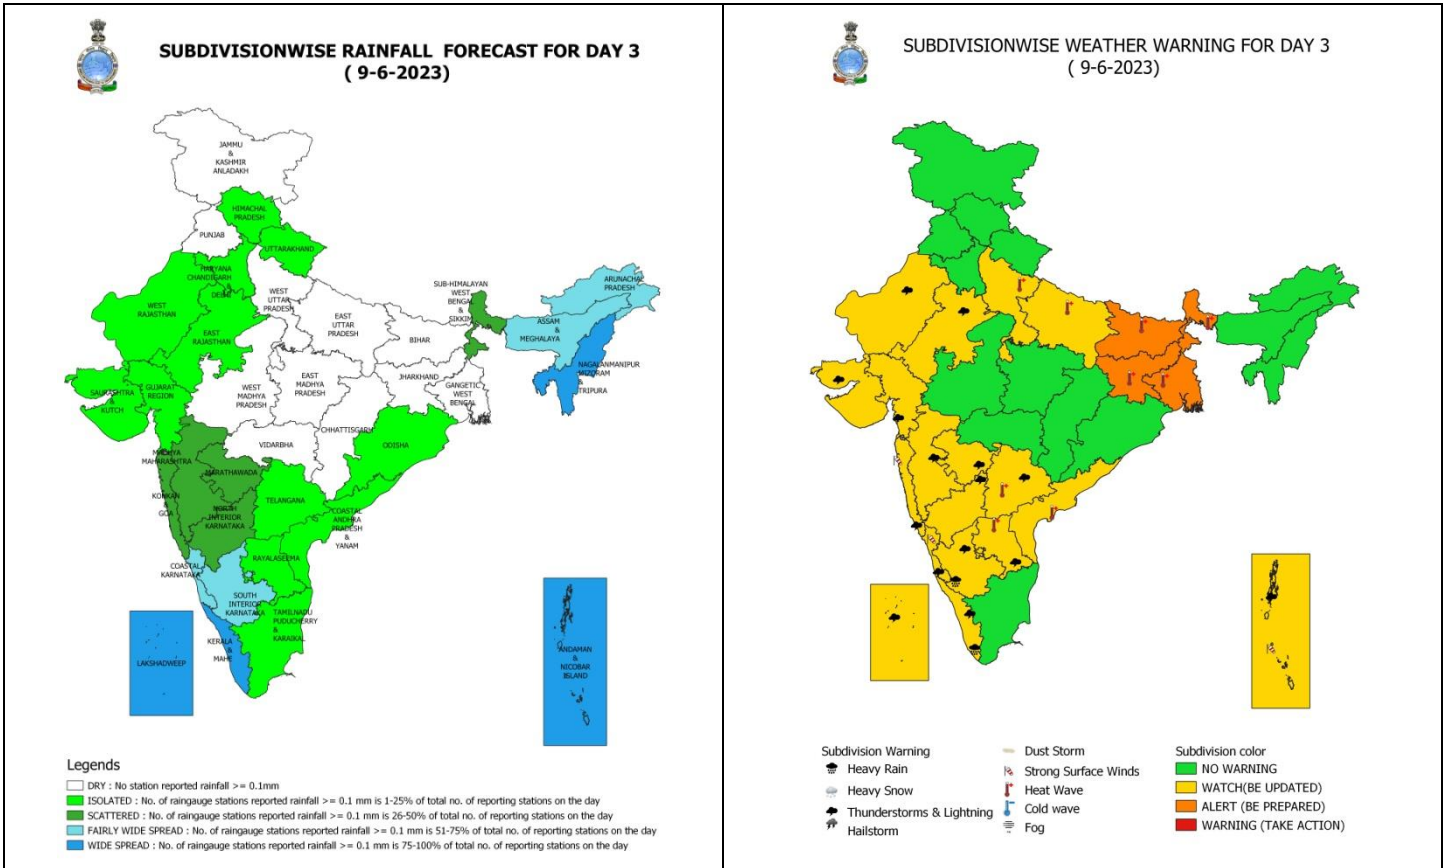 SUBDIVISIONWISE RAINFALL FORECAST FOR DAY 3
( 9-6-2023)
JAMMU
&
KASHMIR
ANLADAKH
HIMACHAL
PRADESH
PUNJAB
UTTARAKHAND
HARYANA
CHANDIGARH
&
DELHI
WEST
RAJASTHAN
EAST
RAJASTHAN
WEST
UTTAR
PRADESH
EAST
UTTAR
PRADESH
SUB-HIMALAYAN
WEST
BENGAL
&
SIKKIM
ARUNACHAL
PRADESH
ASSAM
&
MEGHALAYA
NAGALANMANIPUR
MIZORAM
&
TRIPURA
BIHAR
JHARKHAND
GANGETIC
WEST
BENGAL
SAURASHTRA
&
KUTCH
GUJARAT
REGION
WEST
MADHYA
PRADESH
EAST
MADHYA
PRADESH
CHHATTISGARH
ODISHA
VIDARBHA
MADHYA
MAHARASHTRA
MARATHAWADA
KONKAN
&
GOA
NORTH
INTERIOR
KARNATAKA
TELANGANA
COASTAL
ANDHRA
PRADESH
&
YANAM
RAYALASEEMA
COASTAL
KARNATAKA
SOUTH
INTERIOR
KARNATAKA
TAMILNADU
PUDUCHERRY
&
KARAIKAL
KERALA
&
MAHE
LAKSHADWEEP
ANDAMAN
&
NICOBAR
ISLAND
Legends
DRY : No station reported rainfall >= 0.1mm
ISOLATED : No. of raingauge stations reported rainfall >= 0.1 mm is 1-25% of total no. of reporting stations on the day
SCATTERED : No. of raingauge stations reported rainfall >= 0.1 mm is 26-50% of total no. of reporting stations on the day
FAIRLY WIDE SPREAD : No. of raingauge stations reported rainfall >= 0.1 mm is 51-75% of total no. of reporting stations on the day
WIDE SPREAD : No. of raingauge stations reported rainfall >= 0.1 mm is 75-100% of total no. of reporting stations on the day
SUBDIVISIONWISE WEATHER WARNING FOR DAY 3
( 9-6-2023)
Subdivision Warning
Heavy Rain
Heavy Snow
Thunderstorms & Lightning
Hailstorm
Dust Storm
Strong Surface Winds
Heat Wave
Cold wave
Fog
Subdivision color
NO WARNING
WATCH(BE UPDATED)
ALERT (BE PREPARED)
WARNING (TAKE ACTION)